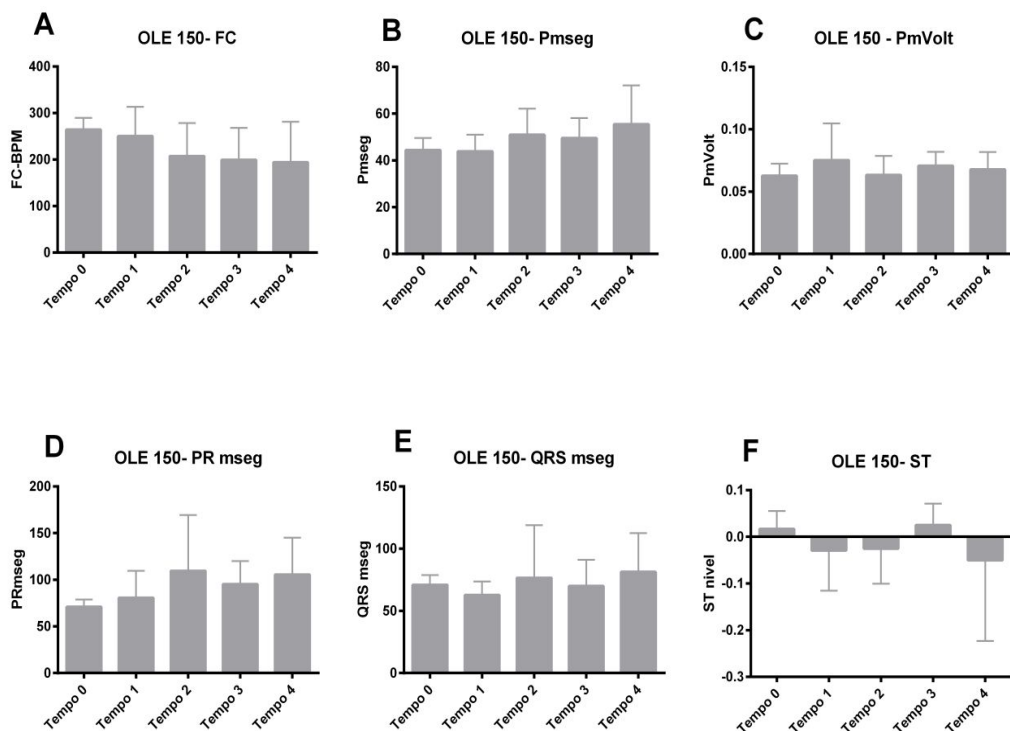 A
OLE 150- FC
FC-BPM
400
300
200
100
0
Tempo 0
Tempo 1
Tempo 2
Tempo 3
Tempo 4
B
OLE 150- Pmseg
Pmseg
80
60
40
20
0
Tempo 0
Tempo 1
Tempo 2
Tempo 3
Tempo 4
C
OLE 150 - PmVolt
PmVolt
0.15
0.10
0.05
0.00
Tempo 0
Tempo 1
Tempo 2
Tempo 3
Tempo 4
D
OLE 150- PR mseg
PRmseg
200
150
100
50
0
Tempo 0
Tempo 1
Tempo 2
Tempo 3
Tempo 4
E
OLE 150- QRS mseg
QRS mseg
150
100
50
0
Tempo 0
Tempo 1
Tempo 2
Tempo 3
Tempo 4
F
OLE 150- ST
ST nivel
0.1
0.0
-0.1
-0.2
-0.3
Tempo 0
Tempo 1
Tempo 2
Tempo 3
Tempo 4